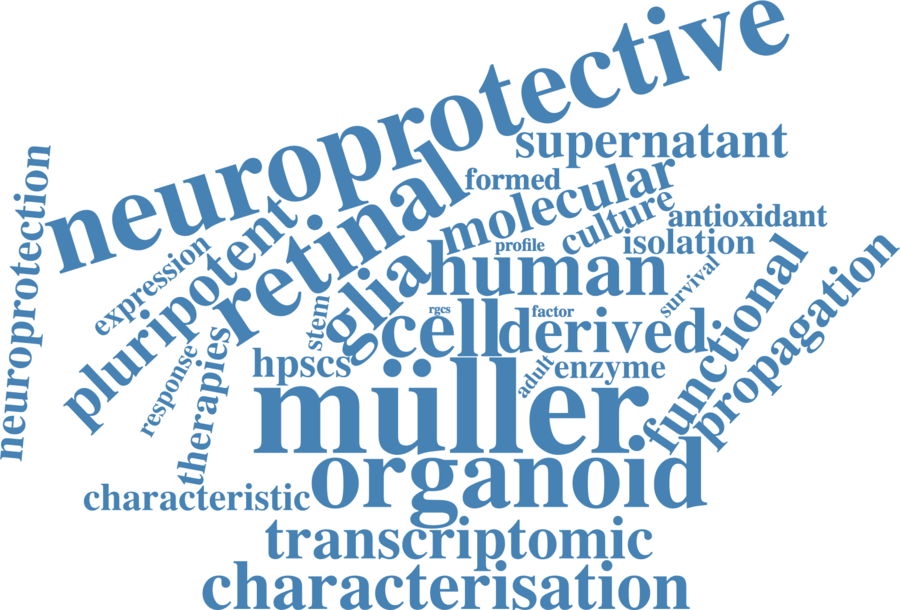 neuroprotective
supernatant
neuroprotection
formed
retinal
molecular
pluripotent
culture
antioxidant
expression
profile
isolation
glia
human
survival
functional
propagation
stem
rgcs
factor
cell
derived
response
therapies
hpscs
adult
enzyme
müller
organoid
characteristic
transcriptomic
characterisation